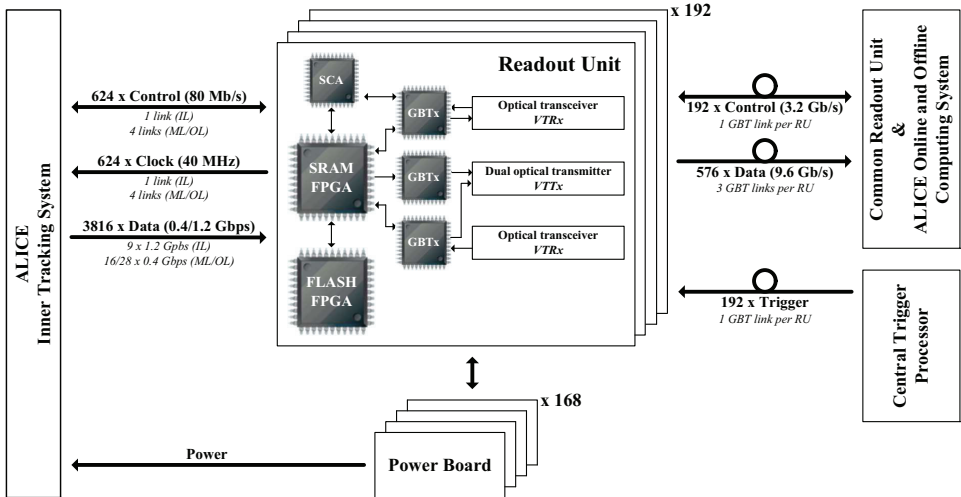 x 192
Readout Unit
SCA
GBTx
Optical transceiver
VTRx
SRAM
FPGA
GBTx
Dual optical transmitter
VTTx
GBTx
Optical transceiver
VTRx
FLASH
FPGA
ALICE
Inner Tracking System
624 x Control (80 Mb/s)
1 link (IL)
4 links (ML/OL)
624 x Clock (40 MHz)
1 link (IL)
4 links (ML/OL)
3816 x Data (0.4/1.2 Gbps)
9 x 1.2 Gpbs (IL)
16/28 x 0.4 Gbps (ML/OL)
192 x Control (3.2 Gb/s)
1 GBT link per RU
576 x Data (9.6 Gb/s)
3 GBT links per RU
192 x Trigger
1 GBT link per RU
Common Readout Unit
&
ALICE Online and Offline
Computing System
Central Trigger
Processor
x 168
Power Board
Power